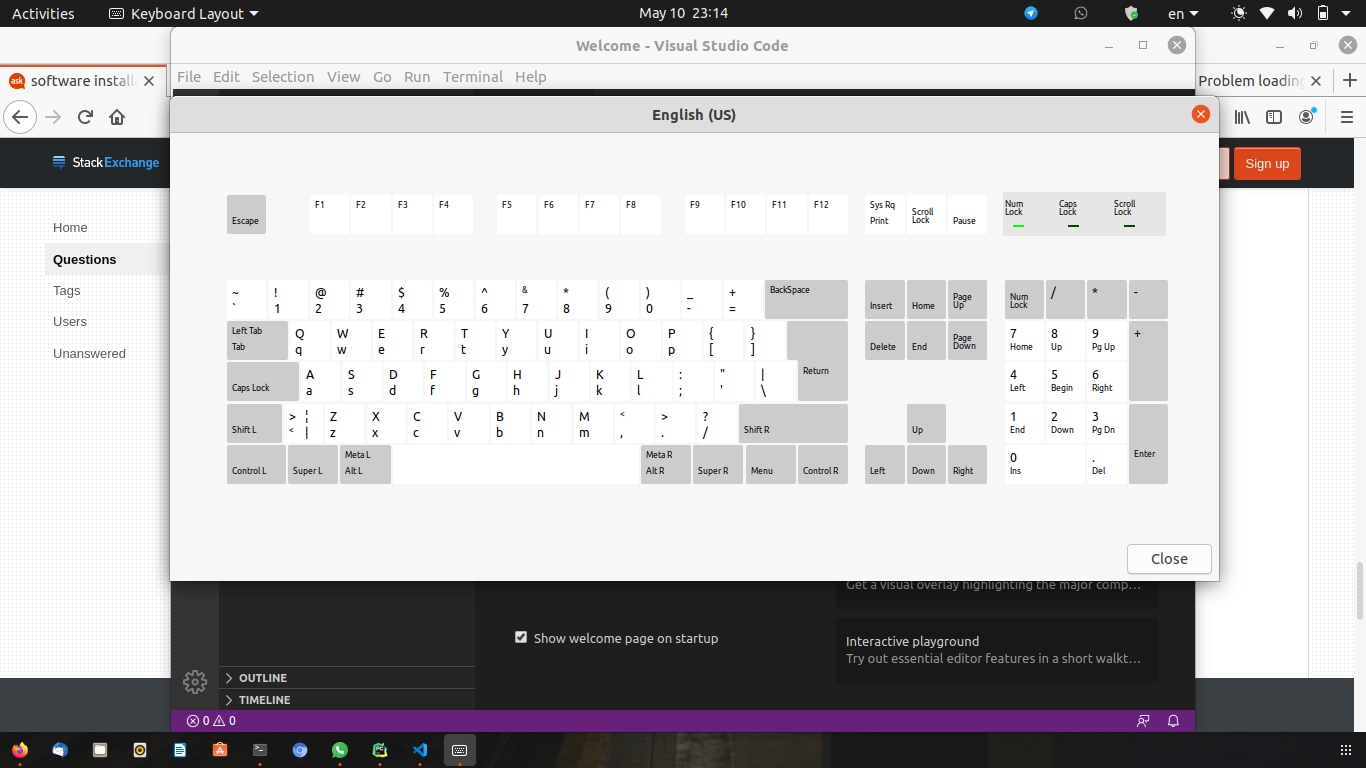 Activities Keyboard Layout May 10 23:14 en
Welcome - Visual Studio Code
File Edit Selection View Go Run Terminal Help
ask software install Problem loading
StackExchange Sign up
Home
Questions
Tags
Users
Unanswered
English (US)
Escape F1 F2 F3 F4 F5 F6 F7 F8 F9 F10 F11 F12 Sys Rq Print Scroll Lock Pause Num Lock Caps Lock Scroll Lock
~ ! @ # $ % ^ & * ( ) _ + BackSpace
` 1 2 3 4 5 6 7 8 9 0 - =
Insert Home Page Up Num Lock / * -
Left Tab Q W E R T Y U I O P { }
Tab q w e r t y u i o p [ ]
Delete End Page Down 7 Home 8 Up 9 Pg Up +
Caps Lock A S D F G H J K L : " | Return
a s d f g h j k l ; ' \
4 Left 5 Begin 6 Right
Shift L > ¦ Z X C V B N M < > ? Shift R
< | z x c v b n m , . /
Up 1 End 2 Down 3 Pg Dn Enter
Control L Super L Meta L Alt L Meta R Alt R Super R Menu Control R Left Down Right 0 Ins . Del
Close
Get a visual overlay highlighting the major comp…
Show welcome page on startup
Interactive playground
Try out essential editor features in a short walkt…
OUTLINE
TIMELINE
0 0